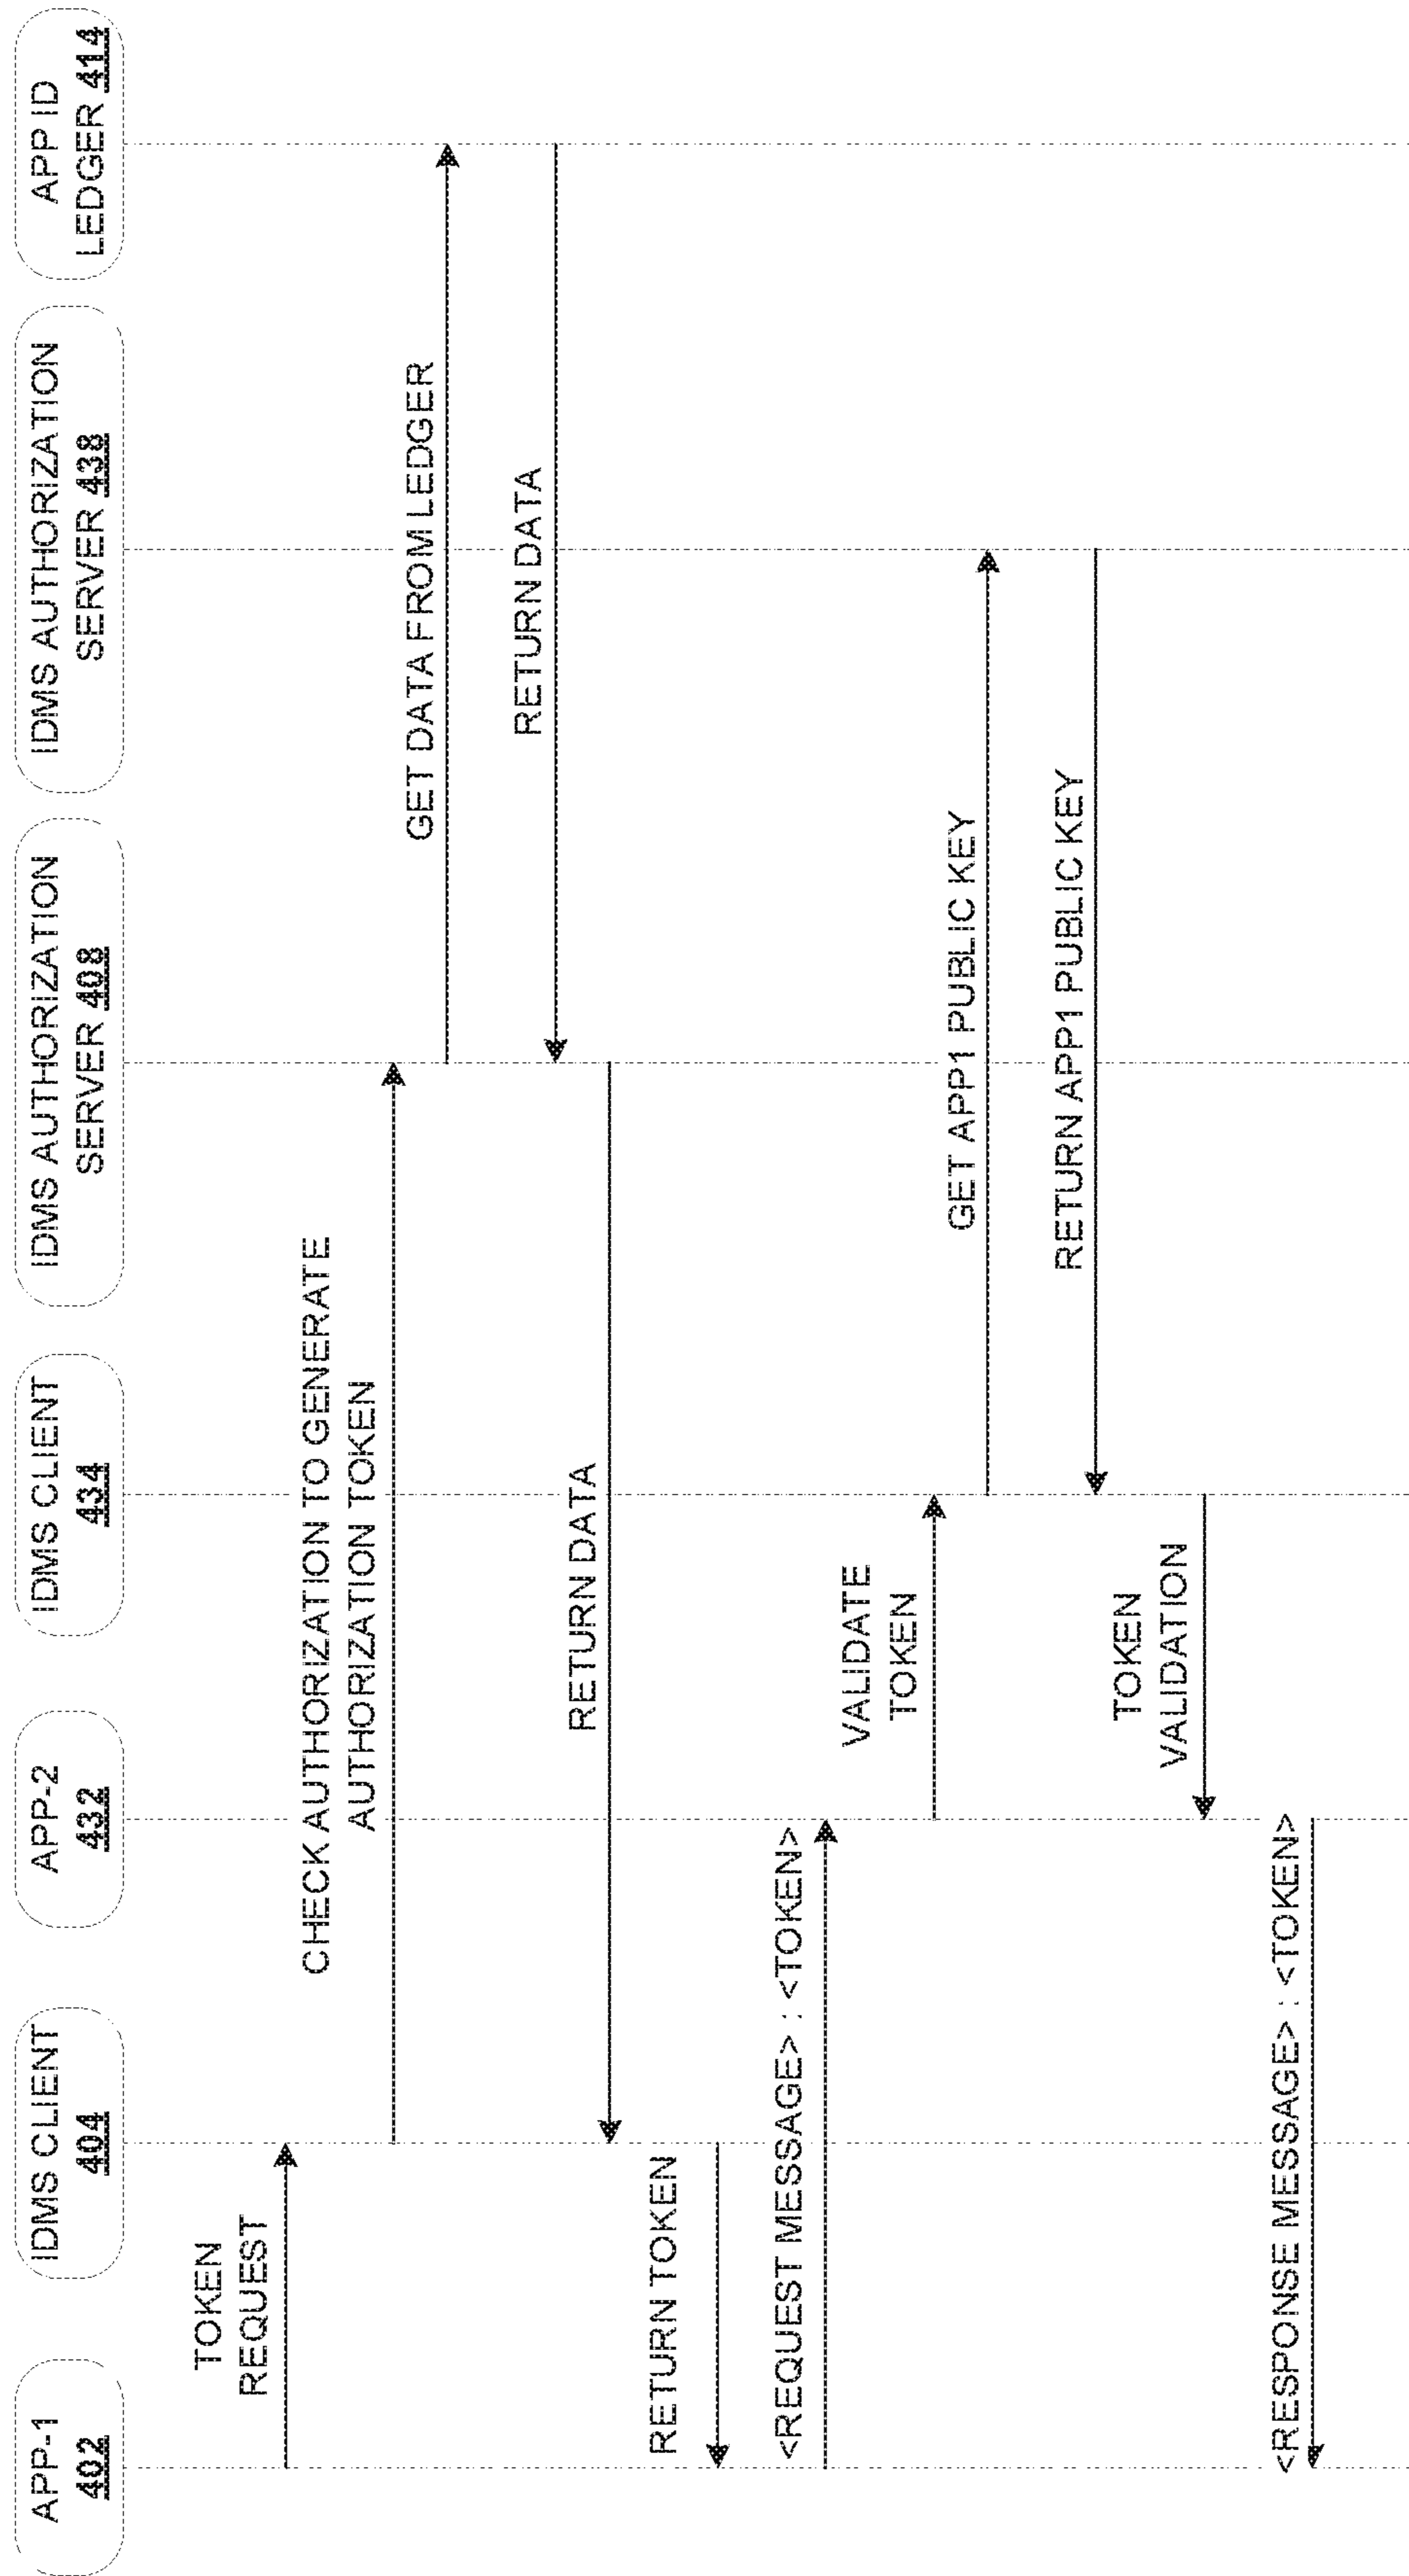 APP-1
402
IDMS CLIENT
404
APP-2
432
IDMS CLIENT
434
IDMS AUTHORIZATION
SERVER 408
IDMS AUTHORIZATION
SERVER 438
APP ID
LEDGER 414
TOKEN
REQUEST
CHECK AUTHORIZATION TO GENERATE
AUTHORIZATION TOKEN
GET DATA FROM LEDGER
RETURN DATA
RETURN DATA
RETURN TOKEN
<REQUEST MESSAGE> : <TOKEN>
VALIDATE
TOKEN
GET APP1 PUBLIC KEY
RETURN APP1 PUBLIC KEY
TOKEN
VALIDATION
<RESPONSE MESSAGE> : <TOKEN>